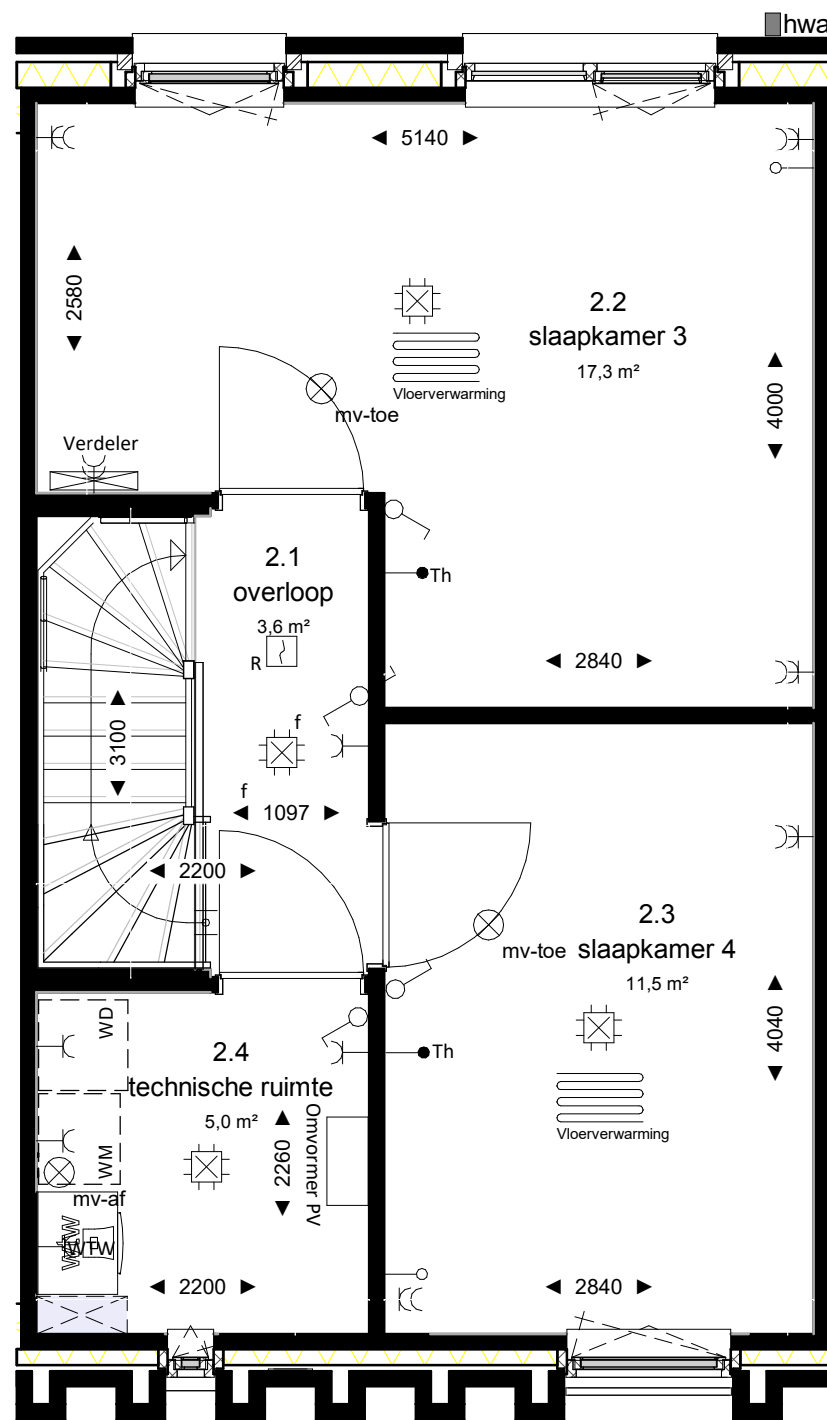 hwa
5140
2580
2.2
slaapkamer 3
17,3 m²
4000
Vloerverwarming
mv-toe
Verdeler
2.1
overloop
3,6 m²
R
Th
2840
f
3100
f
1097
2200
2.3
mv-toe slaapkamer 4
11,5 m²
4040
WD
2.4
Th
technische ruimte
5,0 m²
Omvormer PV
2260
Vloerverwarming
WM
mv-af
WTW
2200
2840